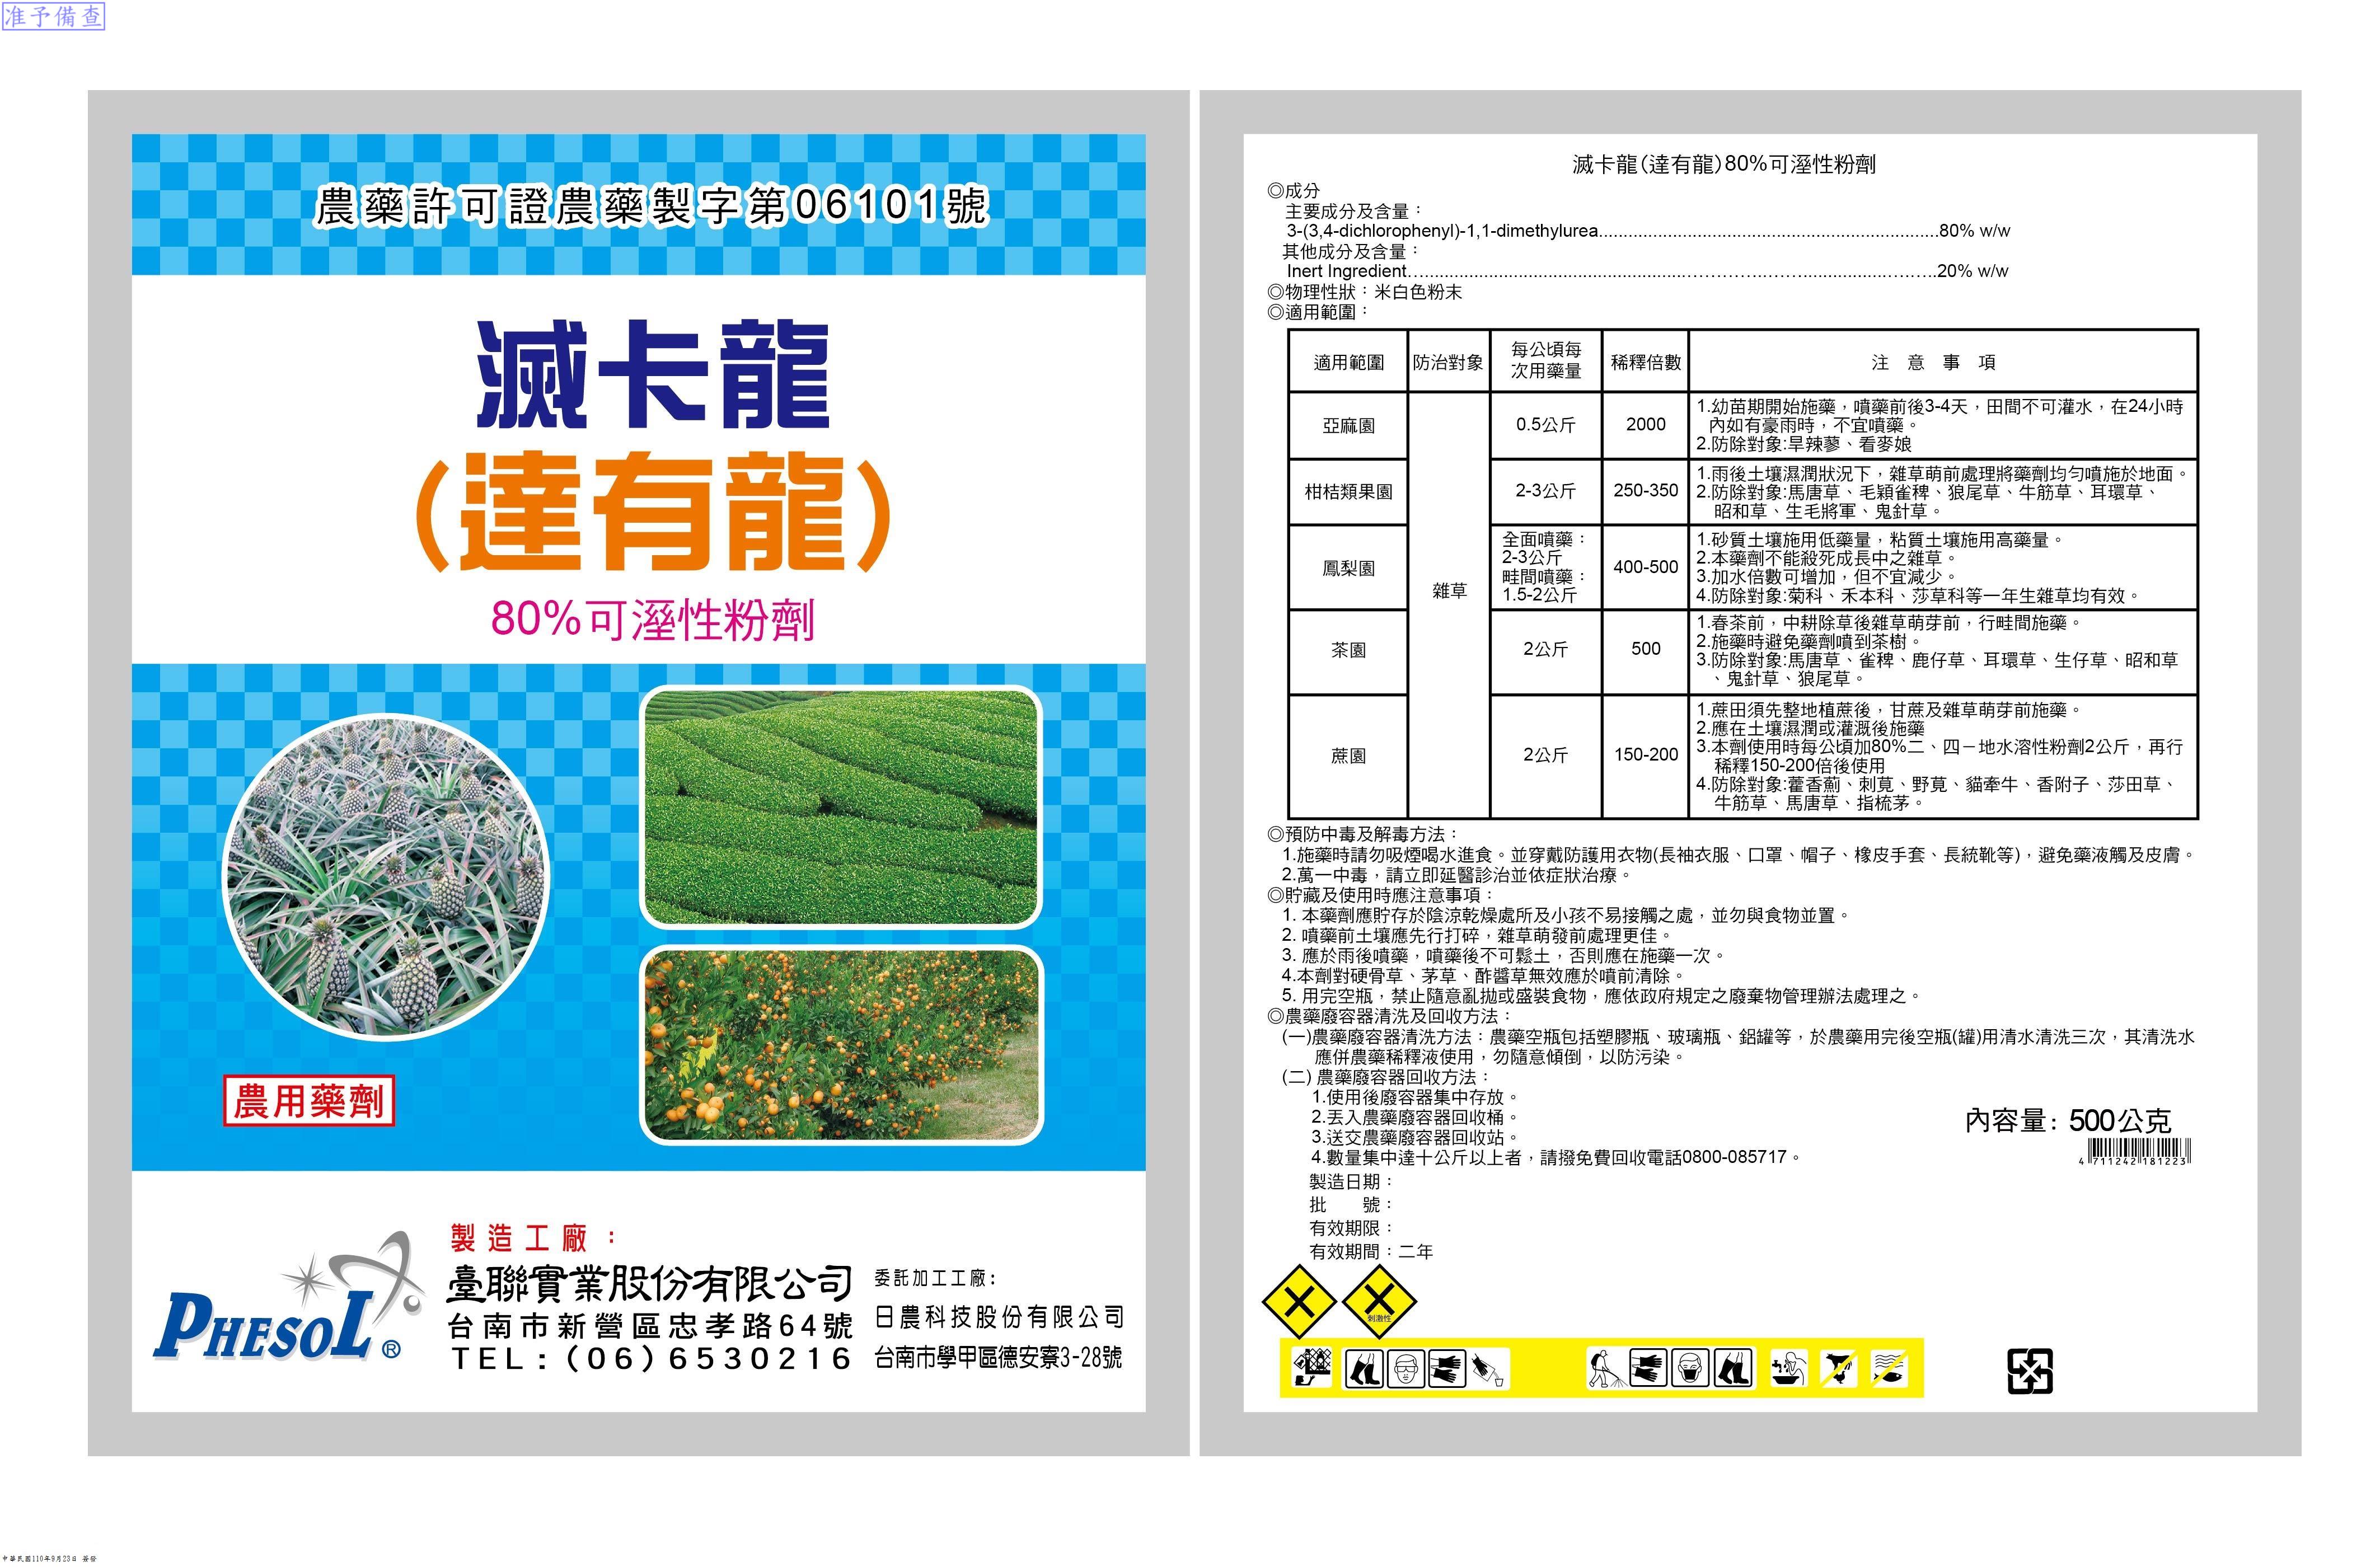 准予備查
農藥許可證農藥製字第06101號
滅卡龍
(達有龍)
80%可溼性粉劑
農用藥劑
PHESOL®
製造工廠：
臺聯實業股份有限公司
台南市新營區忠孝路64號
TEL:(06)6530216
委託加工工廠:
日農科技股份有限公司
台南市學甲區德安寮3-28號
滅卡龍(達有龍)80%可溼性粉劑
◎成分
主要成分及含量：
3-(3,4-dichlorophenyl)-1,1-dimethylurea.....................................................................80% w/w
其他成分及含量：
Inert Ingredient.....................................................................20% w/w
◎物理性狀：米白色粉末
◎適用範圍：
適用範圍 防治對象 每公頃每次用藥量 稀釋倍數 注 意 事 項
雜草
亞麻園 0.5公斤 2000
1.幼苗期開始施藥，噴藥前後3-4天，田間不可灌水，在24小時
內如有豪雨時，不宜噴藥。
2.防除對象:旱辣蓼、看麥娘
柑桔類果園 2-3公斤 250-350
1.雨後土壤濕潤狀況下，雜草萌前處理將藥劑均勻噴施於地面。
2.防除對象:馬唐草、毛穎雀稗、狼尾草、牛筋草、耳環草、
昭和草、生毛將軍、鬼針草。
鳳梨園
全面噴藥：
2-3公斤
畦間噴藥：
1.5-2公斤
400-500
1.砂質土壤施用低藥量，粘質土壤施用高藥量。
2.本藥劑不能殺死成長中之雜草。
3.加水倍數可增加，但不宜減少。
4.防除對象:菊科、禾本科、莎草科等一年生雜草均有效。
茶園 2公斤 500
1.春茶前，中耕除草後雜草萌芽前，行畦間施藥。
2.施藥時避免藥劑噴到茶樹。
3.防除對象:馬唐草、雀稗、鹿仔草、耳環草、生仔草、昭和草
、鬼針草、狼尾草。
蔗園 2公斤 150-200
1.蔗田須先整地植蔗後，甘蔗及雜草萌芽前施藥。
2.應在土壤濕潤或灌溉後施藥
3.本劑使用時每公頃加80%二、四－地水溶性粉劑2公斤，再行
稀釋150-200倍後使用
4.防除對象:藿香薊、刺莧、野莧、貓牽牛、香附子、莎田草、
牛筋草、馬唐草、指梳茅。
◎預防中毒及解毒方法：
1.施藥時請勿吸煙喝水進食。並穿戴防護用衣物(長袖衣服、口罩、帽子、橡皮手套、長統靴等)，避免藥液觸及皮膚。
2.萬一中毒，請立即延醫診治並依症狀治療。
◎貯藏及使用時應注意事項：
1. 本藥劑應貯存於陰涼乾燥處所及小孩不易接觸之處，並勿與食物並置。
2. 噴藥前土壤應先行打碎，雜草萌發前處理更佳。
3. 應於雨後噴藥，噴藥後不可鬆土，否則應在施藥一次。
4.本劑對硬骨草、茅草、酢醬草無效應於噴前清除。
5. 用完空瓶，禁止隨意亂拋或盛裝食物，應依政府規定之廢棄物管理辦法處理之。
◎農藥廢容器清洗及回收方法：
(一)農藥廢容器清洗方法：農藥空瓶包括塑膠瓶、玻璃瓶、鋁罐等，於農藥用完後空瓶(罐)用清水清洗三次，其清洗水
應併農藥稀釋液使用，勿隨意傾倒，以防污染。
(二) 農藥廢容器回收方法：
1.使用後廢容器集中存放。
2.丟入農藥廢容器回收桶。
3.送交農藥廢容器回收站。
4.數量集中達十公斤以上者，請撥免費回收電話0800-085717。
內容量: 500公克
4 711242 181223
製造日期：
批　　號：
有效期限：
有效期間：二年
刺激性
中華民國110年9月23日 簽發